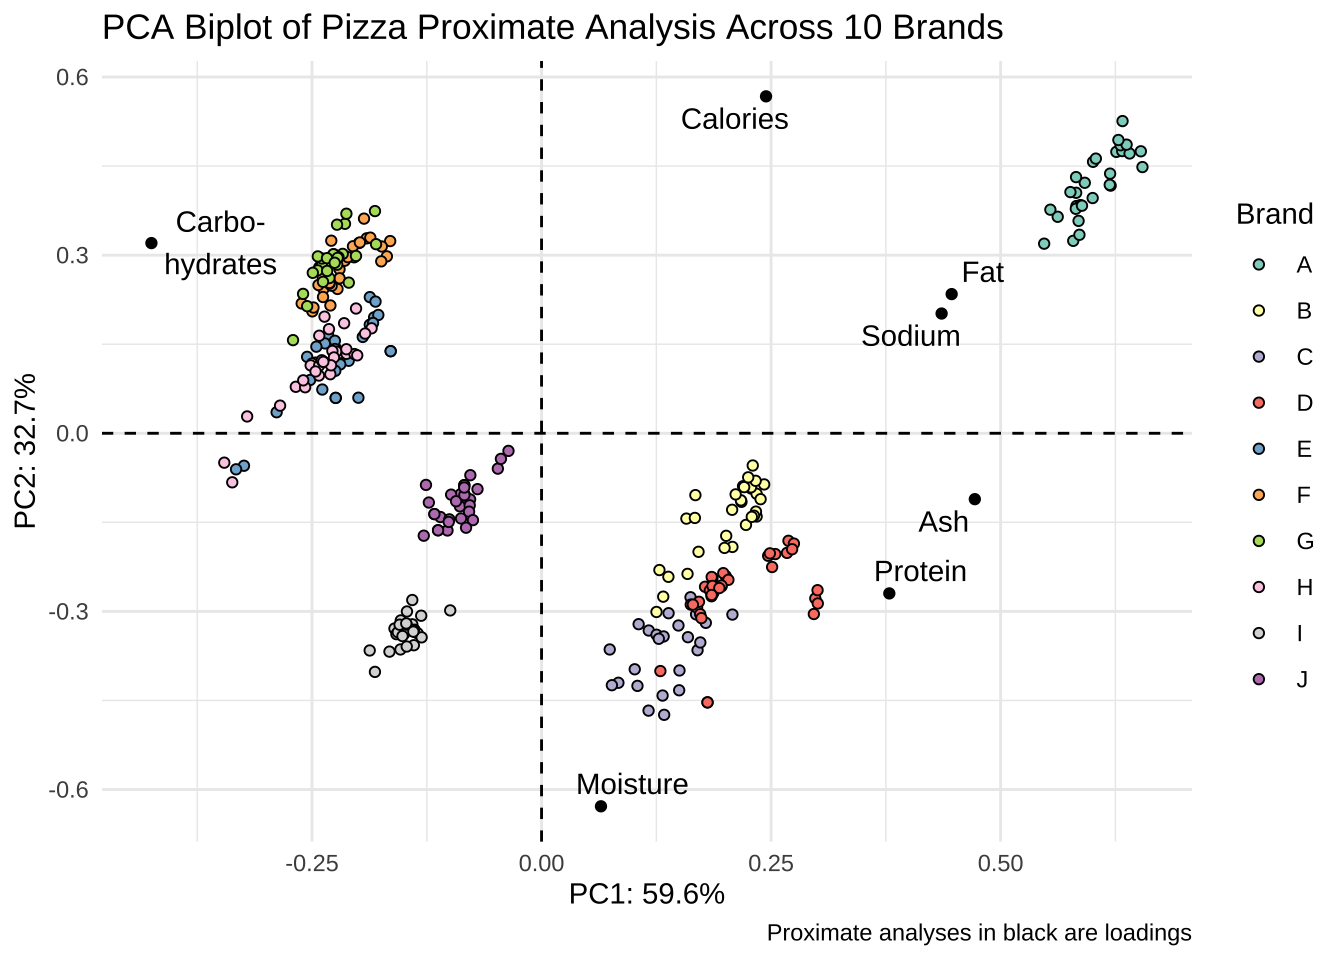 PCA Biplot of Pizza Proximate Analysis Across 10 Brands
0.6
0.3
0.0
-0.3
-0.6
PC2: 32.7%
Calories
Carbo-
hydrates
Fat
Sodium
Ash
Protein
Moisture
-0.25
0.00
0.25
0.50
PC1: 59.6%
Brand
A
B
C
D
E
F
G
H
I
J
Proximate analyses in black are loadings